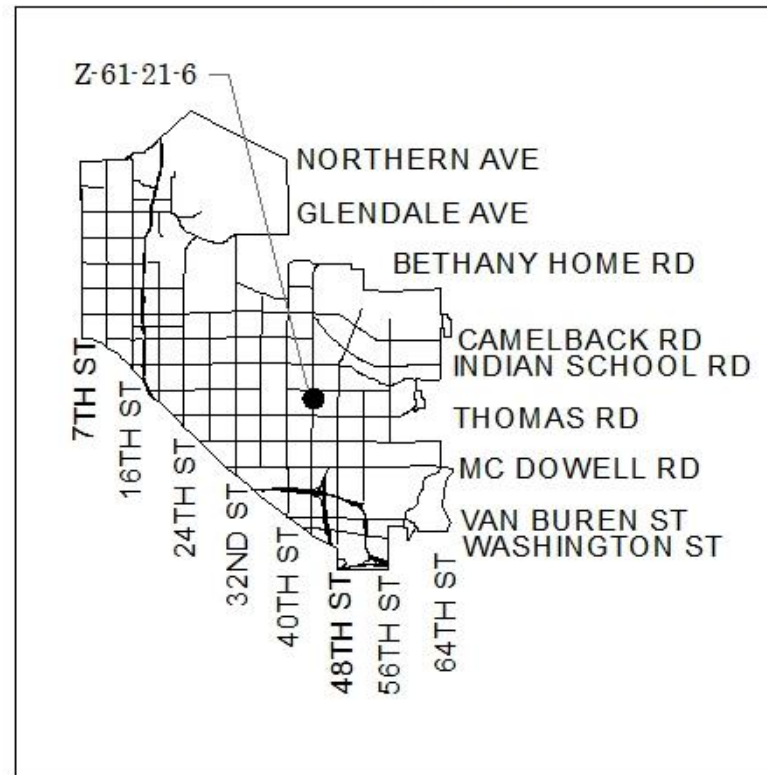 Z-61-21-6
NORTHERN AVE
GLENDALE AVE
BETHANY HOME RD
CAMELBACK RD
INDIAN SCHOOL RD
THOMAS RD
MC DOWELL RD
VAN BUREN ST
WASHINGTON ST
7TH ST
16TH ST
24TH ST
32ND ST
40TH ST
48TH ST
56TH ST
64TH ST